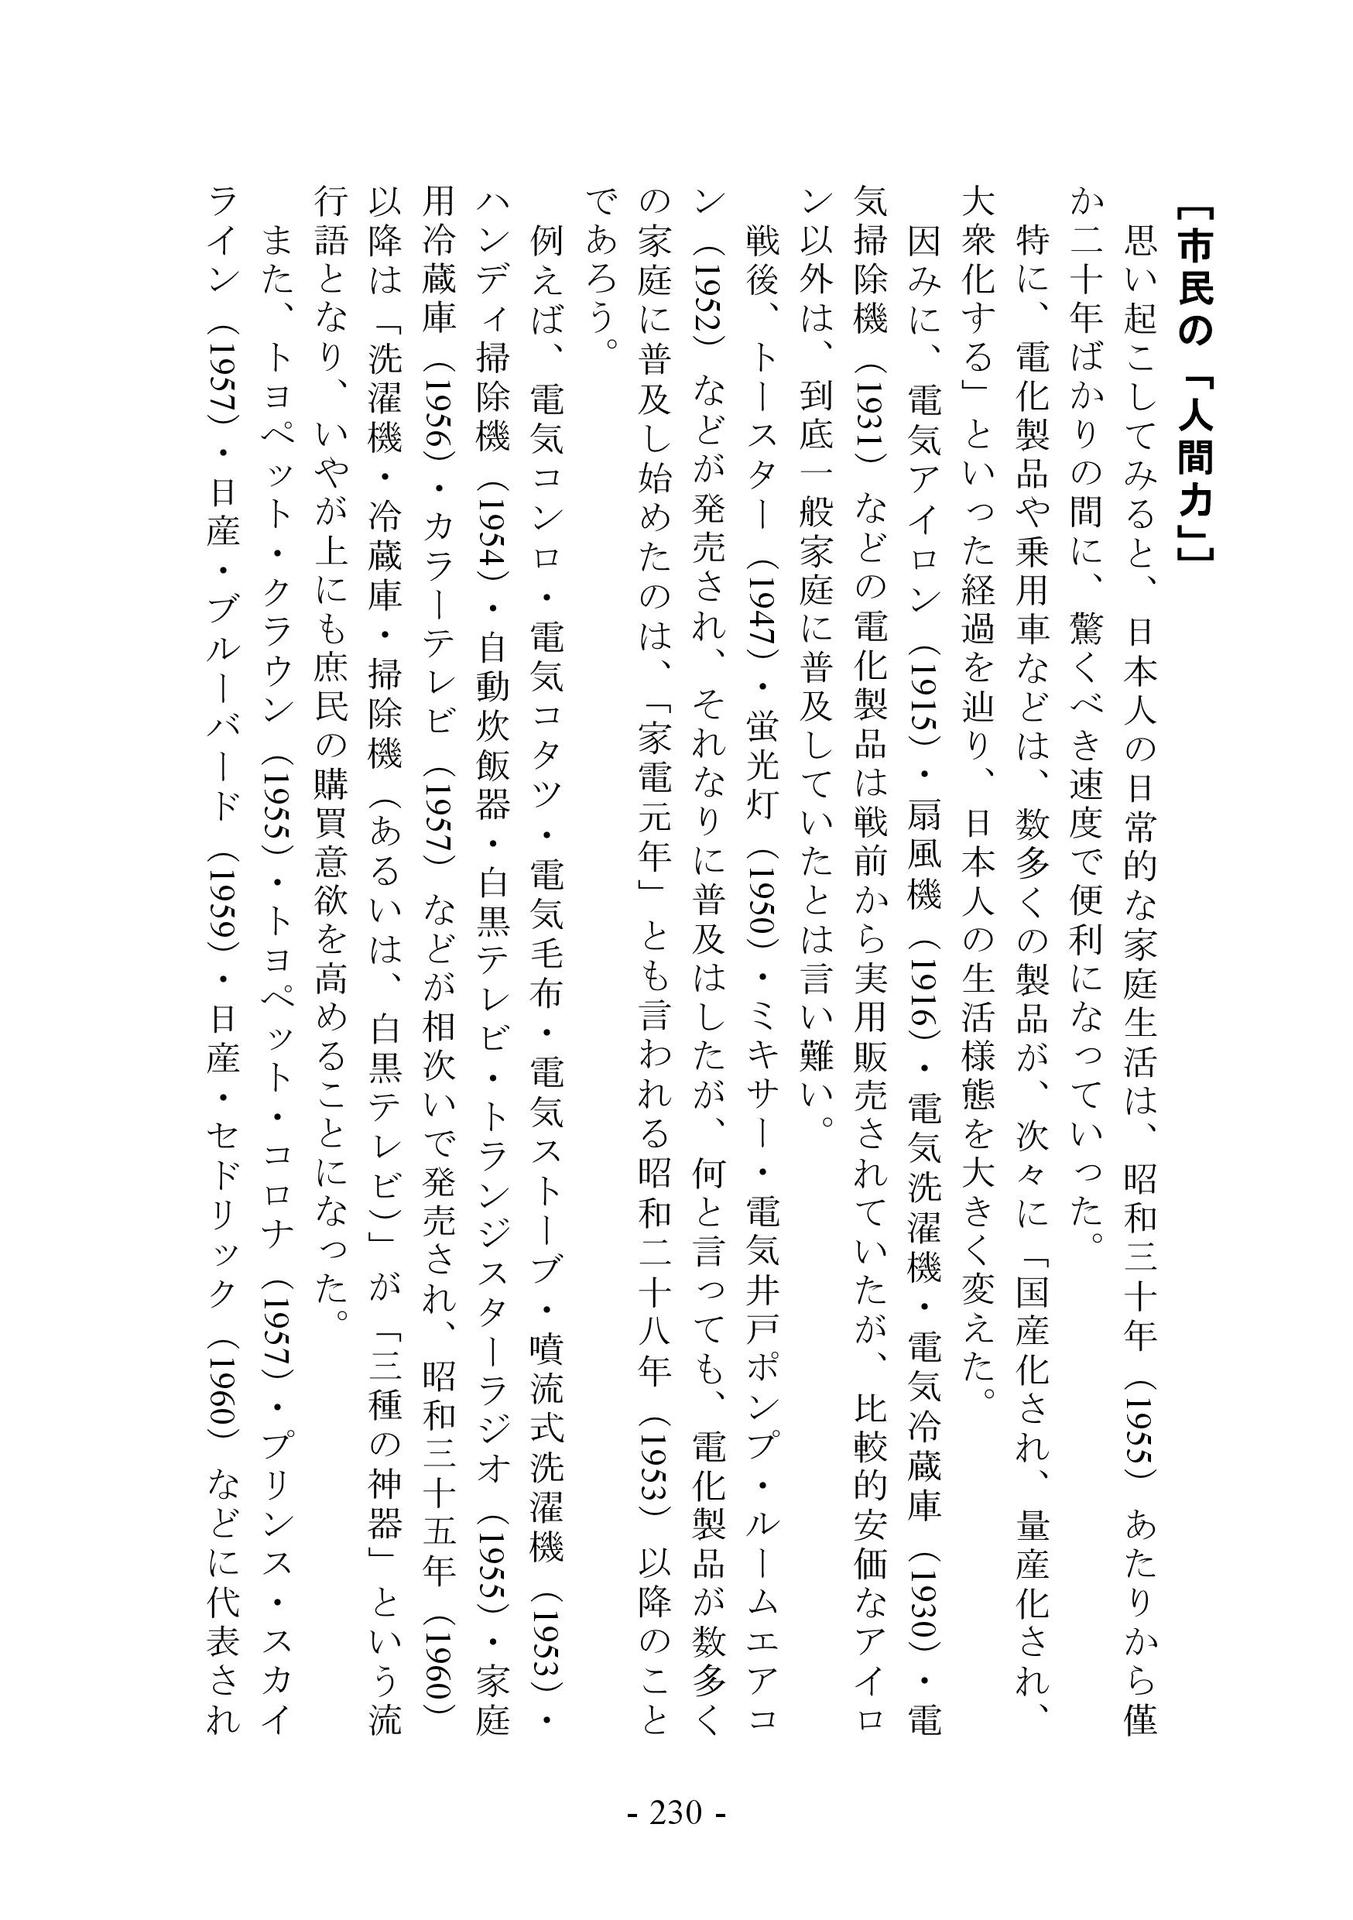 ［市民の「人間力」］
　思い起こしてみると、日本人の日常的な家庭生活は、昭和三十年（1955）あたりから僅
か二十年ばかりの間に、驚くべき速度で便利になっていった。
　特に、電化製品や乗用車などは、数多くの製品が、次々に「国産化され、量産化され、
大衆化する」といった経過を辿り、日本人の生活様態を大きく変えた。
　因みに、電気アイロン（1915）・扇風機（1916）・電気洗濯機・電気冷蔵庫（1930）・電
気掃除機（1931）などの電化製品は戦前から実用販売されていたが、比較的安価なアイロ
ン以外は、到底一般家庭に普及していたとは言い難い。
　戦後、トースター（1947）・蛍光灯（1950）・ミキサー・電気井戸ポンプ・ルームエアコ
ン（1952）などが発売され、それなりに普及はしたが、何と言っても、電化製品が数多く
の家庭に普及し始めたのは、「家電元年」とも言われる昭和二十八年（1953）以降のこと
であろう。
　例えば、電気コンロ・電気コタツ・電気毛布・電気ストーブ・噴流式洗濯機（1953）・
ハンディ掃除機（1954）・自動炊飯器・白黒テレビ・トランジスターラジオ（1955）・家庭
用冷蔵庫（1956）・カラーテレビ（1957）などが相次いで発売され、昭和三十五年（1960）
以降は「洗濯機・冷蔵庫・掃除機（あるいは、白黒テレビ）」が「三種の神器」という流
行語となり、いやが上にも庶民の購買意欲を高めることになった。
　また、トヨペット・クラウン（1955）・トヨペット・コロナ（1957）・プリンス・スカイ
ライン（1957）・日産・ブルーバード（1959）・日産・セドリック（1960）などに代表され
- 230 -